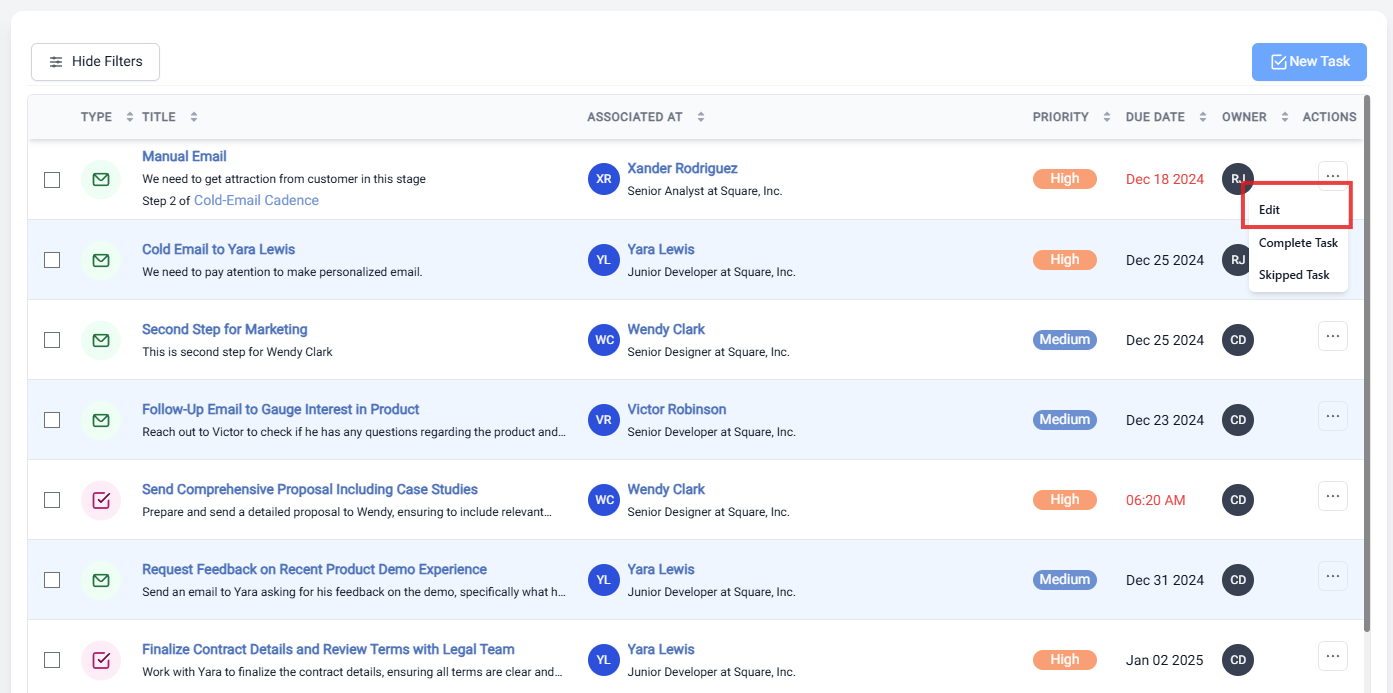 Hide Filters
New Task
TYPE TITLE ASSOCIATED AT PRIORITY DUE DATE OWNER ACTIONS
Manual Email
We need to get attraction from customer in this stage
Step 2 of Cold-Email Cadence
XR
Xander Rodriguez
Senior Analyst at Square, Inc.
High
Dec 18 2024
RJ
...
Edit
Complete Task
Skipped Task
Cold Email to Yara Lewis
We need to pay atention to make personalized email.
YL
Yara Lewis
Junior Developer at Square, Inc.
High
Dec 25 2024
RJ
Second Step for Marketing
This is second step for Wendy Clark
WC
Wendy Clark
Senior Designer at Square, Inc.
Medium
Dec 25 2024
CD
...
Follow-Up Email to Gauge Interest in Product
Reach out to Victor to check if he has any questions regarding the product and...
VR
Victor Robinson
Senior Developer at Square, Inc.
Medium
Dec 23 2024
CD
...
Send Comprehensive Proposal Including Case Studies
Prepare and send a detailed proposal to Wendy, ensuring to include relevant...
WC
Wendy Clark
Senior Designer at Square, Inc.
High
06:20 AM
CD
...
Request Feedback on Recent Product Demo Experience
Send an email to Yara asking for his feedback on the demo, specifically what h...
YL
Yara Lewis
Junior Developer at Square, Inc.
Medium
Dec 31 2024
CD
...
Finalize Contract Details and Review Terms with Legal Team
Work with Yara to finalize the contract details, ensuring all terms are clear and...
YL
Yara Lewis
Junior Developer at Square, Inc.
High
Jan 02 2025
CD
...